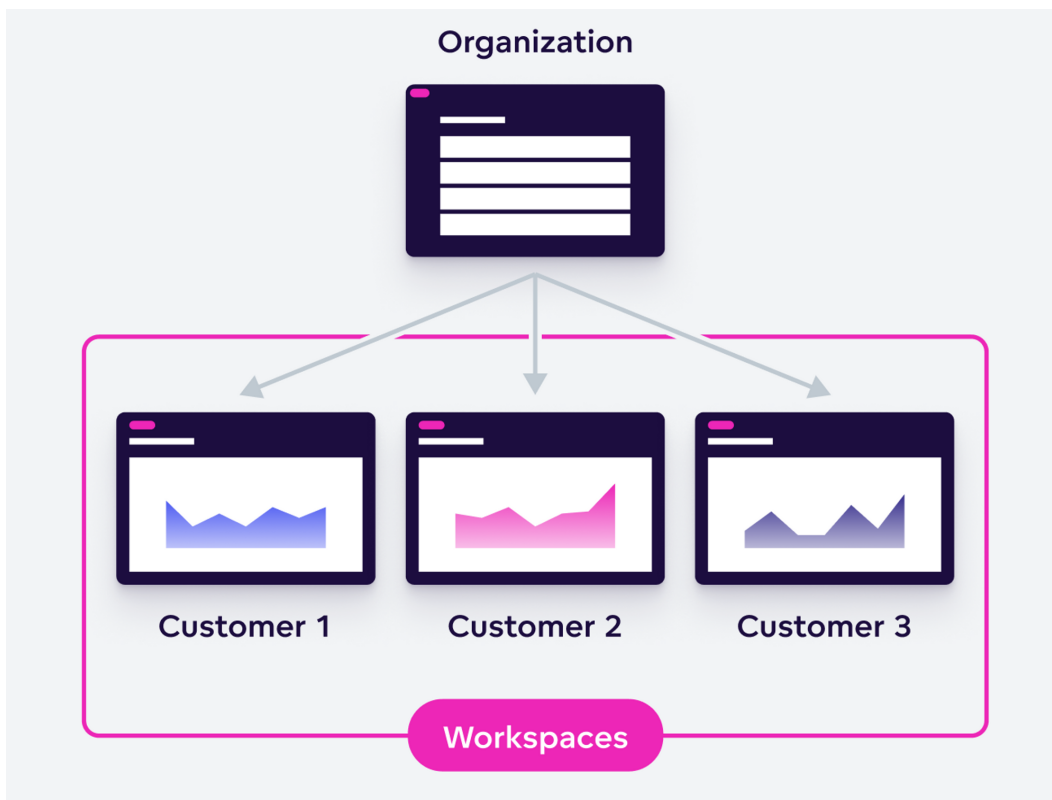 Organization
Customer 1
Customer 2
Customer 3
Workspaces